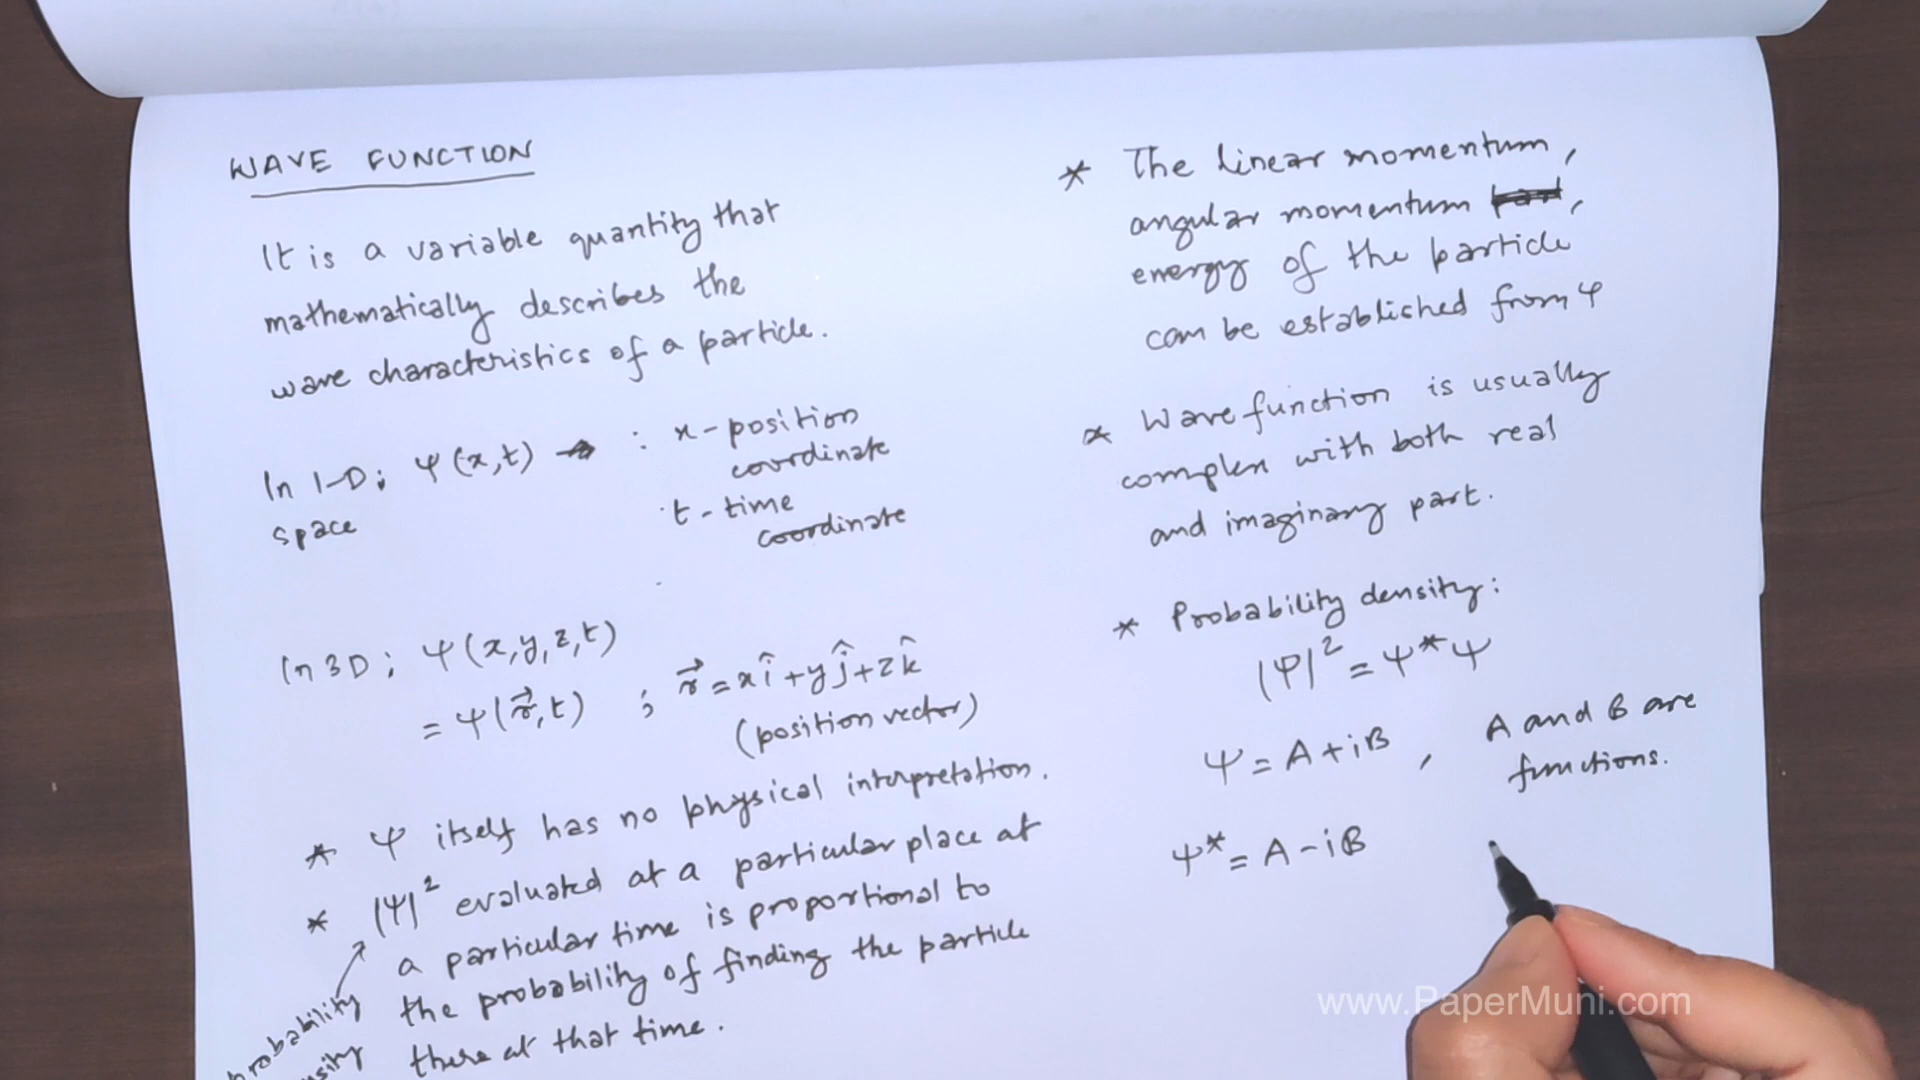 WAVE FUNCTION
It is a variable quantity that
mathematically describes the
wave characteristics of a particle.
In 1-D; ψ(x,t) → : x - position
coordinate
space
t - time
coordinate
In 3D; ψ(x,y,z,t)
= ψ(r⃗,t) ; r⃗ = xî + yĵ + zk̂
(position vector)
* ψ itself has no physical interpretation.
* |ψ|² evaluated at a particular place at
a particular time is proportional to
the probability of finding the particle
there at that time.
probability
* The linear momentum,
angular momentum ,
energy of the particle
can be established from ψ
* Wave function is usually
complex with both real
and imaginary part.
* Probability density:
|ψ|² = ψ*ψ
ψ = A + iB , A and B are
functions.
ψ* = A - iB
www.PaperMuni.com